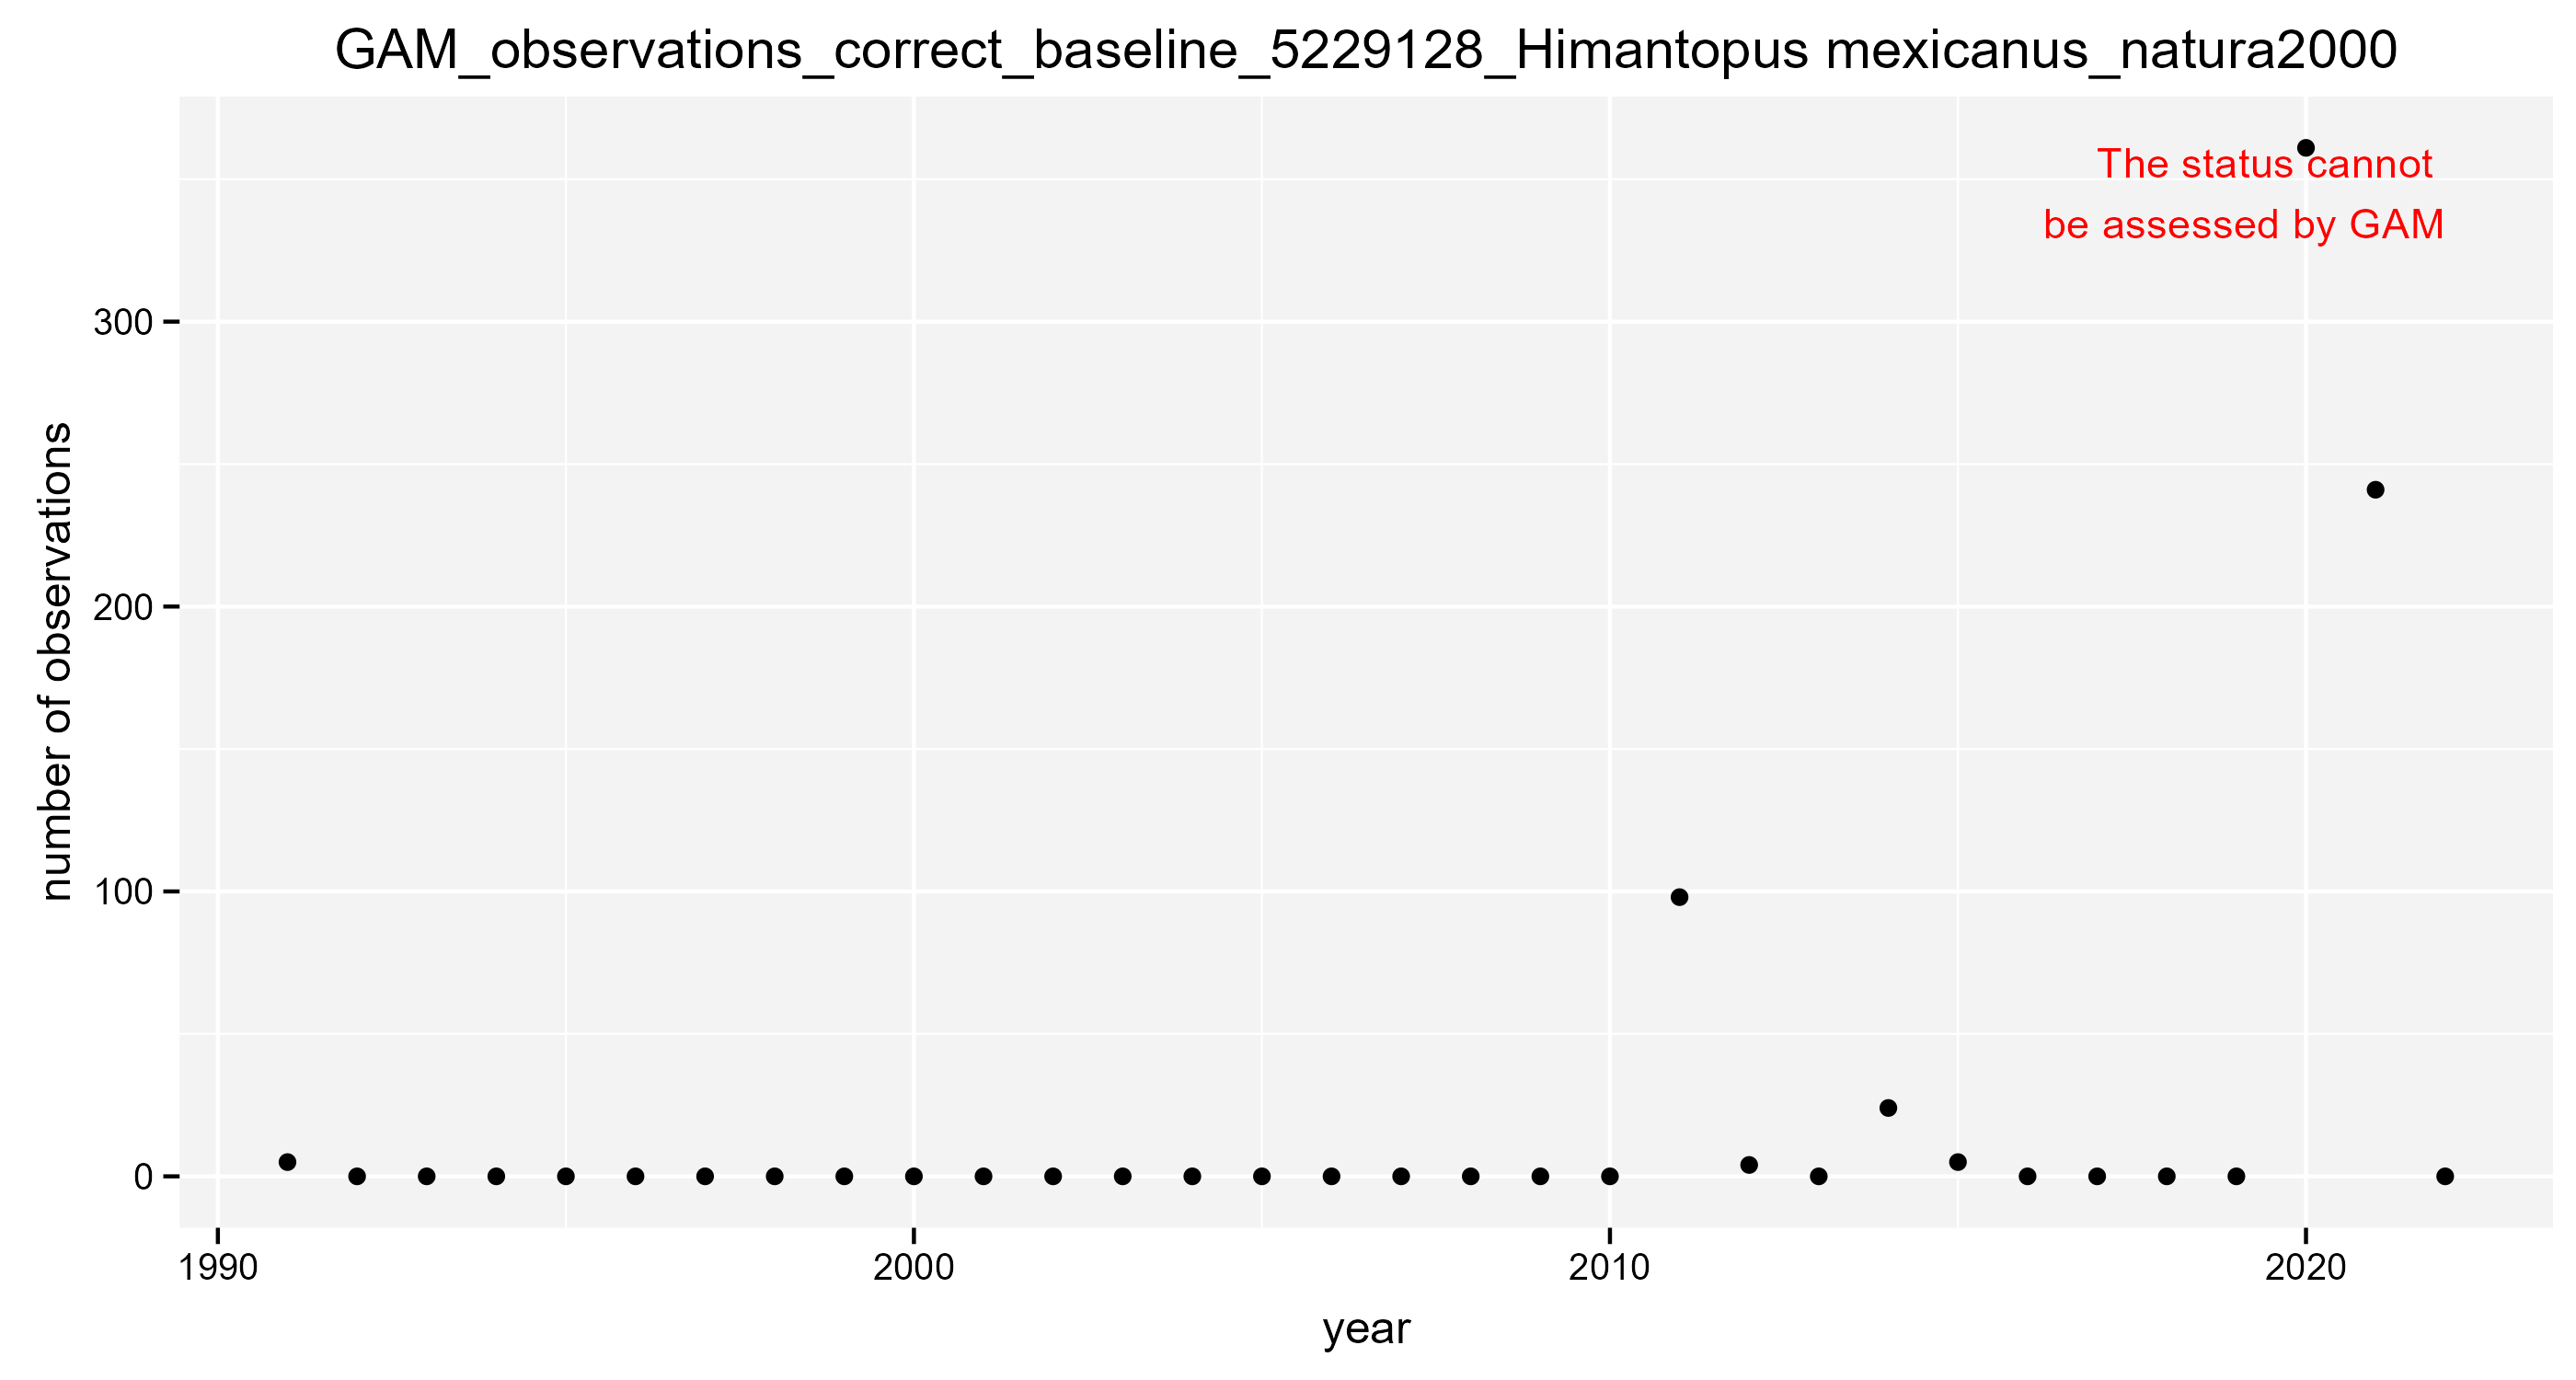 GAM_observations_correct_baseline_5229128_Himantopus mexicanus_natura2000
The status cannot
be assessed by GAM
number of observations
300
200
100
0
1990 2000 2010 2020
year